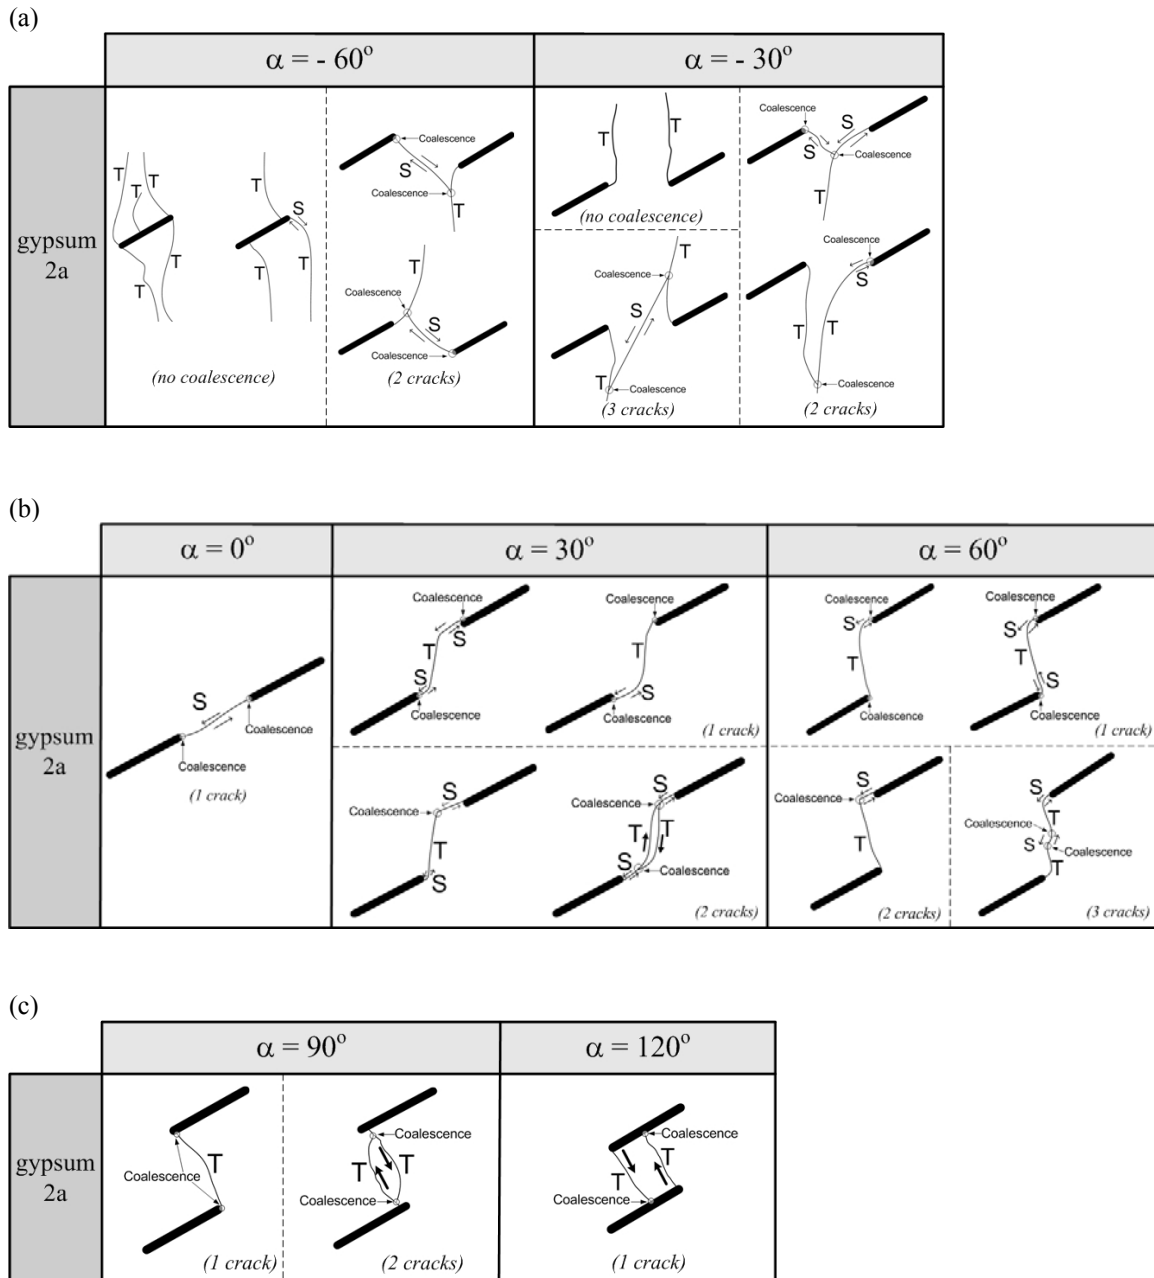 (a)
α = - 60°
α = - 30°
gypsum
2a
T
T
T
T
T
S
T
T
T
(no coalescence)
Coalescence
S
Coalescence
T
T
Coalescence
S
Coalescence
(2 cracks)
T
T
(no coalescence)
T
Coalescence
S
T
Coalescence
(3 cracks)
Coalescence
S
S
Coalescence
T
Coalescence
S
T
T
Coalescence
(2 cracks)
(b)
α = 0°
α = 30°
α = 60°
gypsum
2a
S
Coalescence
Coalescence
(1 crack)
Coalescence
S
T
S
Coalescence
Coalescence
T
S
Coalescence
(1 crack)
S
Coalescence
T
S
S
Coalescence
T
T
S
Coalescence
(2 cracks)
Coalescence
S
T
Coalescence
Coalescence
S
T
S
Coalescence
(1 crack)
S
Coalescence
T
(2 cracks)
S
T
Coalescence
S
Coalescence
T
(3 cracks)
(c)
α = 90°
α = 120°
gypsum
2a
T
Coalescence
(1 crack)
Coalescence
T
T
Coalescence
(2 cracks)
Coalescence
T
T
Coalescence
(1 crack)